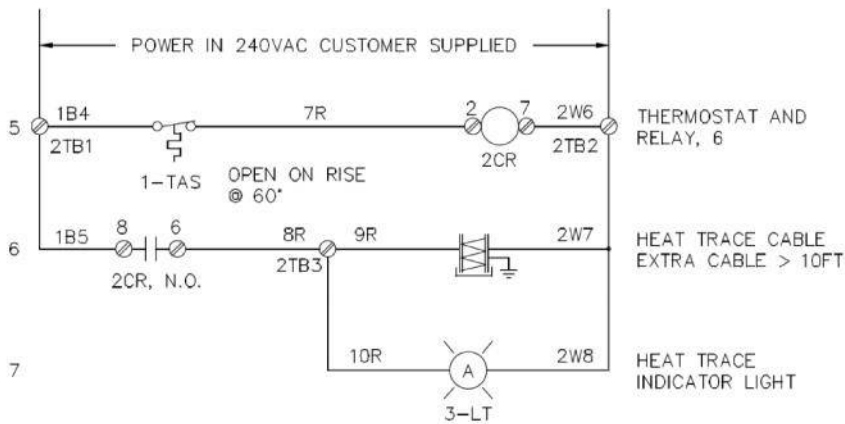 POWER IN 240VAC CUSTOMER SUPPLIED
5
1B4
7R
2
7
2W6
2TB1
2CR
2TB2
THERMOSTAT AND
RELAY, 6
1-TAS
OPEN ON RISE
@ 60°
6
1B5
8
6
8R
9R
2W7
2CR, N.O.
2TB3
HEAT TRACE CABLE
EXTRA CABLE > 10FT
7
10R
A
2W8
3-LT
HEAT TRACE
INDICATOR LIGHT